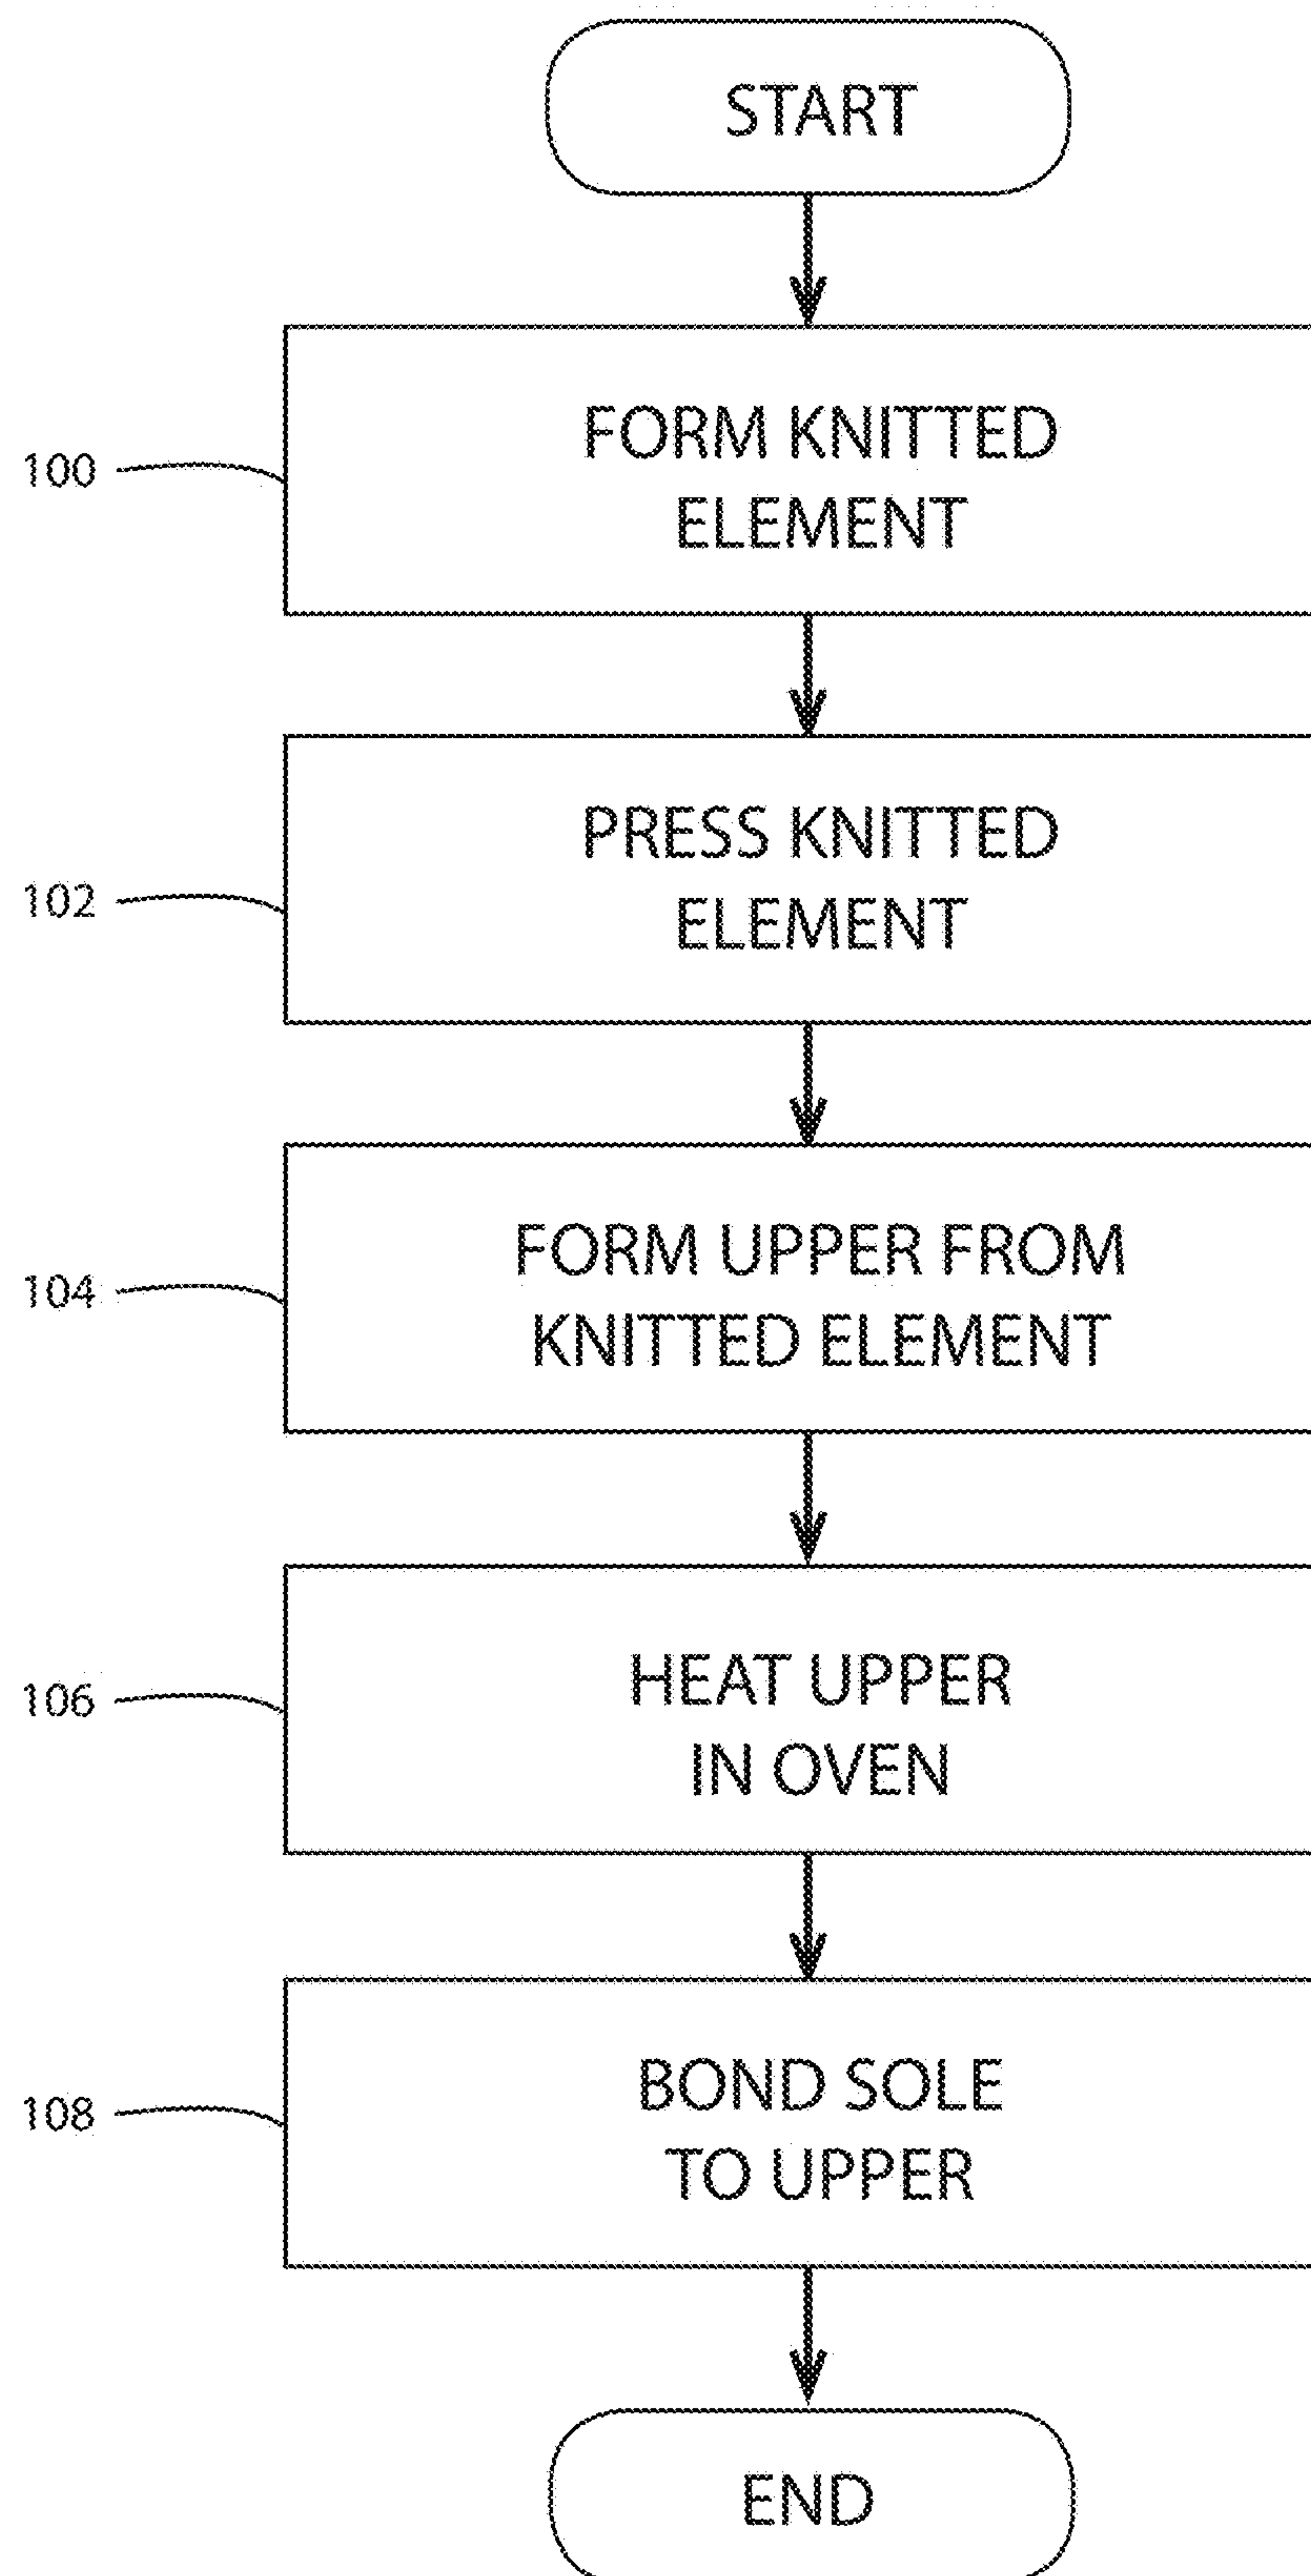 START
100
FORM KNITTED
ELEMENT
102
PRESS KNITTED
ELEMENT
104
FORM UPPER FROM
KNITTED ELEMENT
106
HEAT UPPER
IN OVEN
108
BOND SOLE
TO UPPER
END